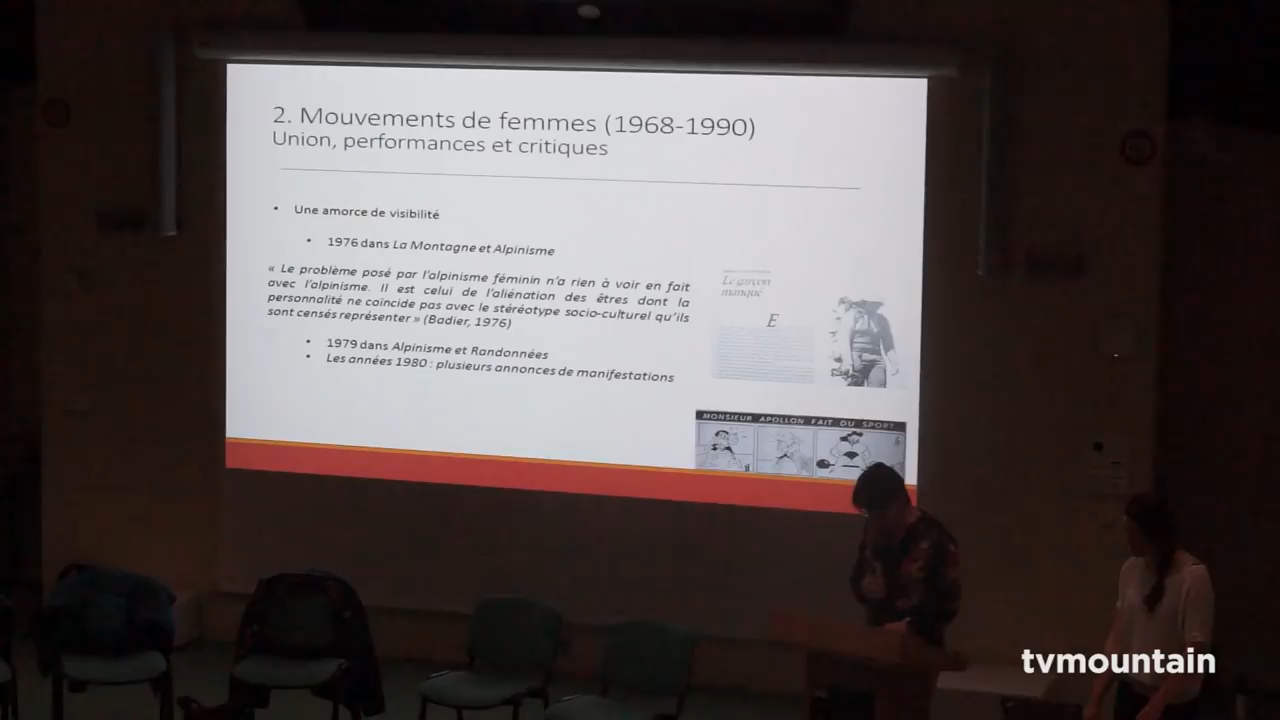 2. Mouvements de femmes (1968-1990)
Union, performances et critiques
• Une amorce de visibilité
• 1976 dans La Montagne et Alpinisme
« Le problème posé par l'alpinisme féminin n'a rien à voir en fait
avec l'alpinisme. Il est celui de l'aliénation des êtres dont la
personnalité ne coïncide pas avec le stéréotype socio-culturel qu'ils
sont censés représenter » (Badier, 1976)
• 1979 dans Alpinisme et Randonnées
• Les années 1980 : plusieurs annonces de manifestations
Le garçon
manqué
E
MONSIEUR APOLLON FAIT DU SPORT
tvmountain